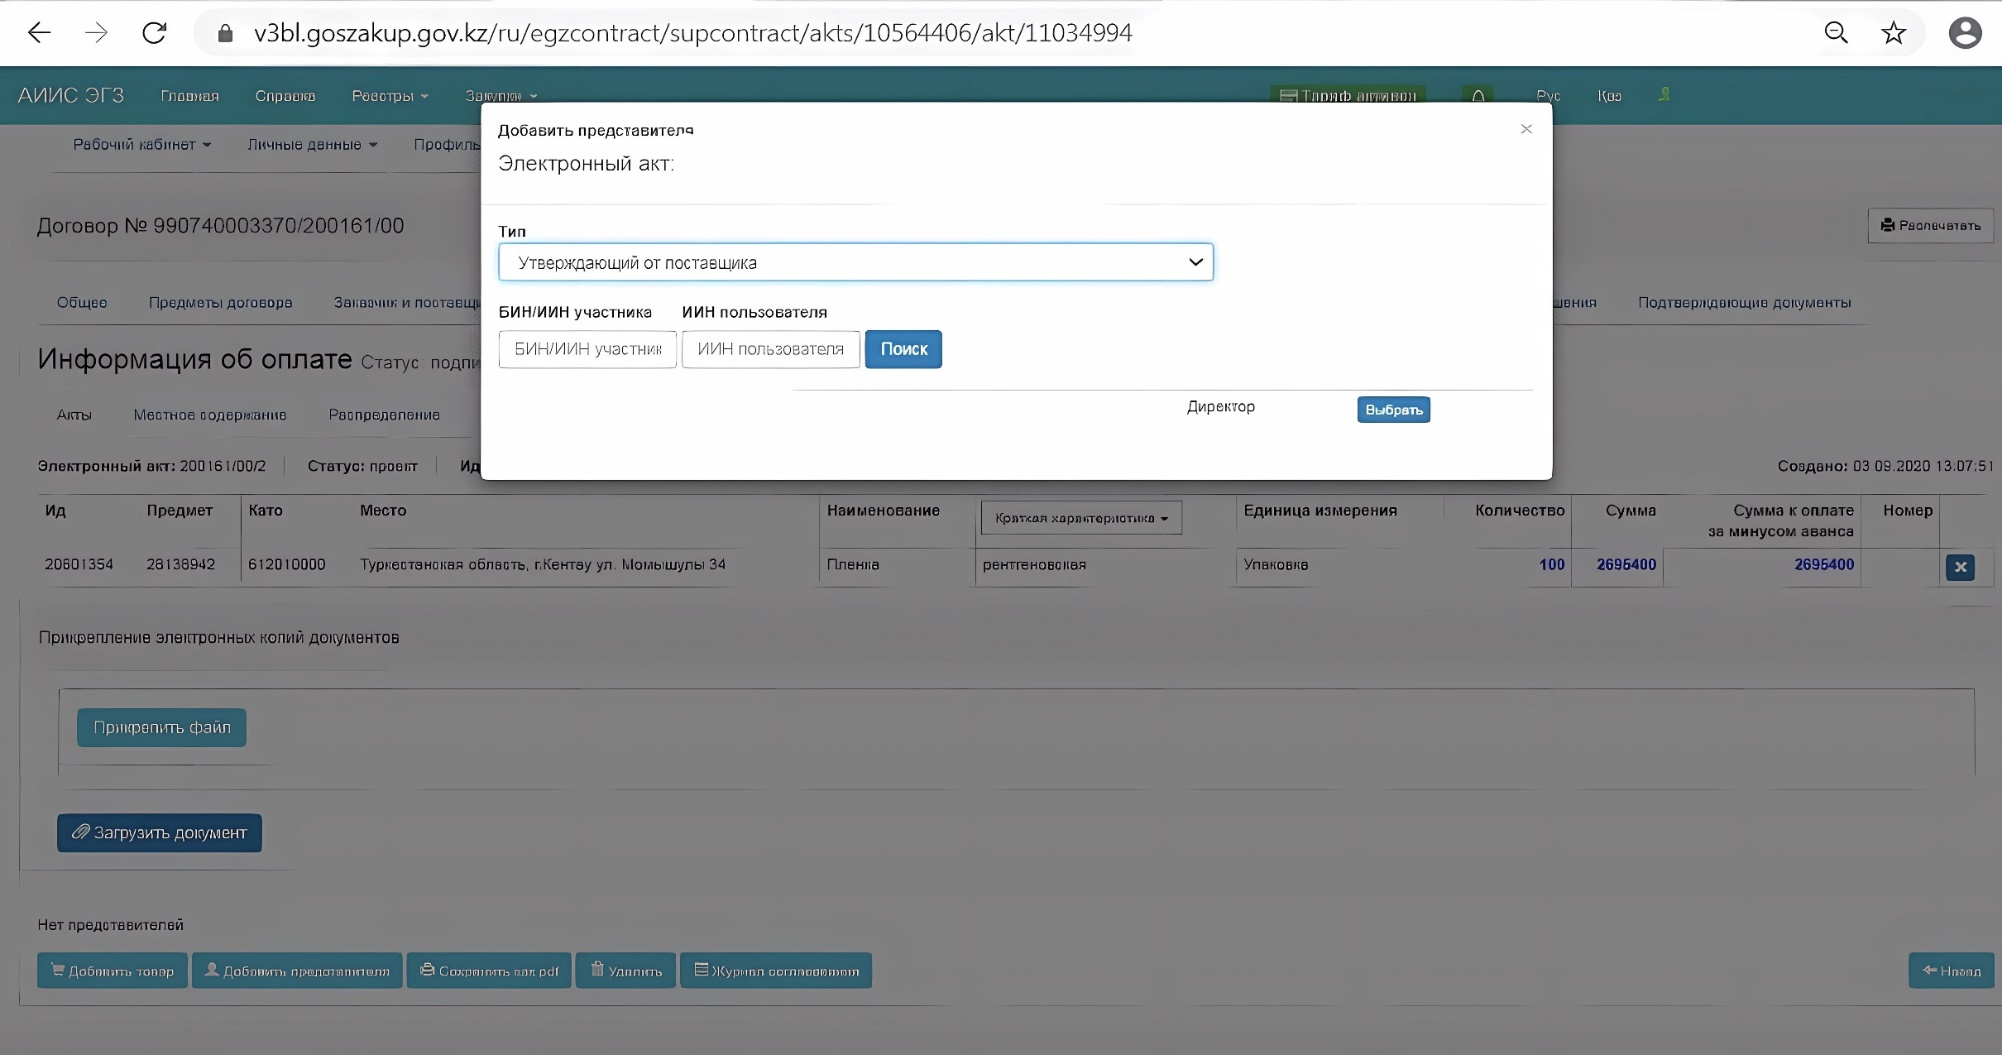 v3bl.goszakup.gov.kz/ru/egzcontract/supcontract/akts/10564406/akt/11034994
АИИС ЭГЗ Главная Справка Реестры Закупки Тариф активен Рус Қаз
Рабочий кабинет Личные данные Профиль
Добавить представителя
Электронный акт:
Договор № 990740003370/200161/00
Распечатать
Тип
Утверждающий от поставщика
Общее Предметы договора Заказчик и поставщи шения Подтверждающие документы
БИН/ИИН участника ИИН пользователя
БИН/ИИН участник ИИН пользователя Поиск
Информация об оплате Статус: подпи
Директор Выбрать
Акты Местное содержание Распределение
Электронный акт: 200161/00/2 Статус: проект Ид Создано: 03.09.2020 13:07:51
Ид Предмет Като Место Наименование Краткая характеристика Единица измерения Количество Сумма Сумма к оплате за минусом аванса Номер
20601354 28138942 612010000 Туркестанская область, г.Кентау ул. Момышулы 34 Пленка рентгеновская Упаковка 100 2695400 2695400
Прикрепление электронных копий документов
Прикрепить файл
Загрузить документ
Нет представителей
Добавить товар Добавить представителя Сохранить как pdf Удалить Журнал согласования Назад